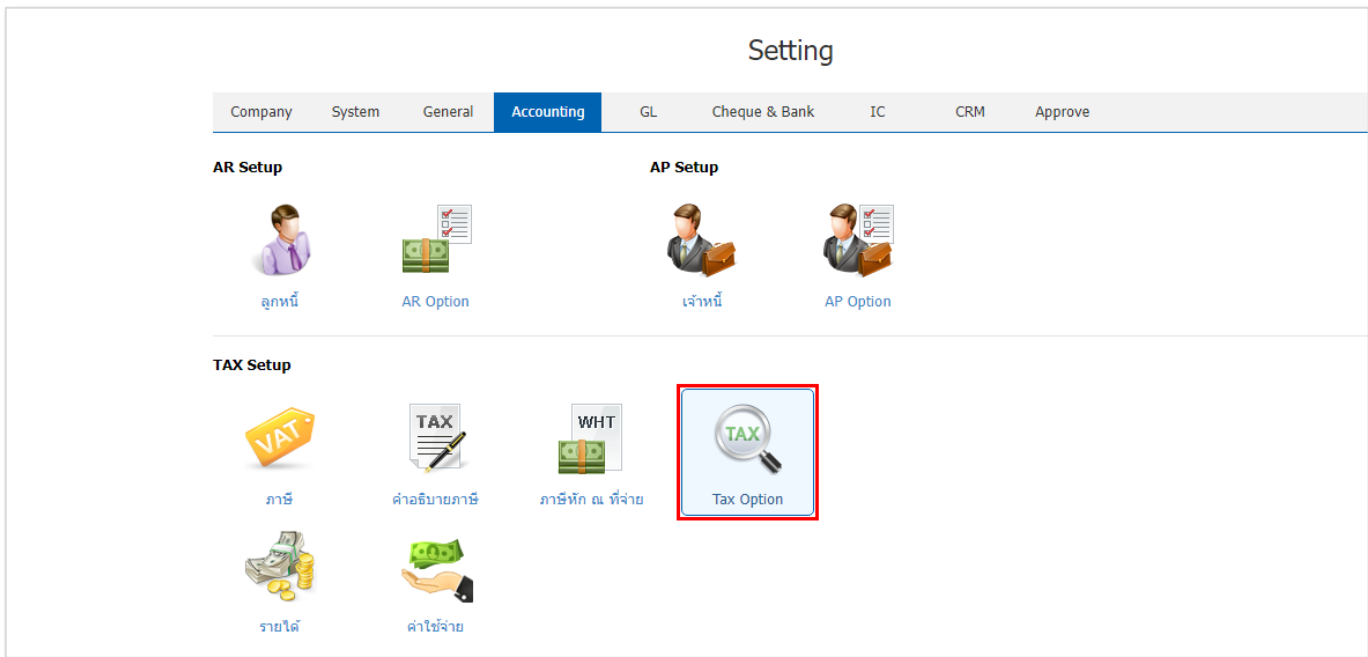 Setting
Company System General Accounting GL Cheque & Bank IC CRM Approve
AR Setup AP Setup
ลูกหนี้ AR Option เจ้าหนี้ AP Option
TAX Setup
VAT TAX WHT TAX
ภาษี คำอธิบายภาษี ภาษีหัก ณ ที่จ่าย Tax Option
รายได้ ค่าใช้จ่าย